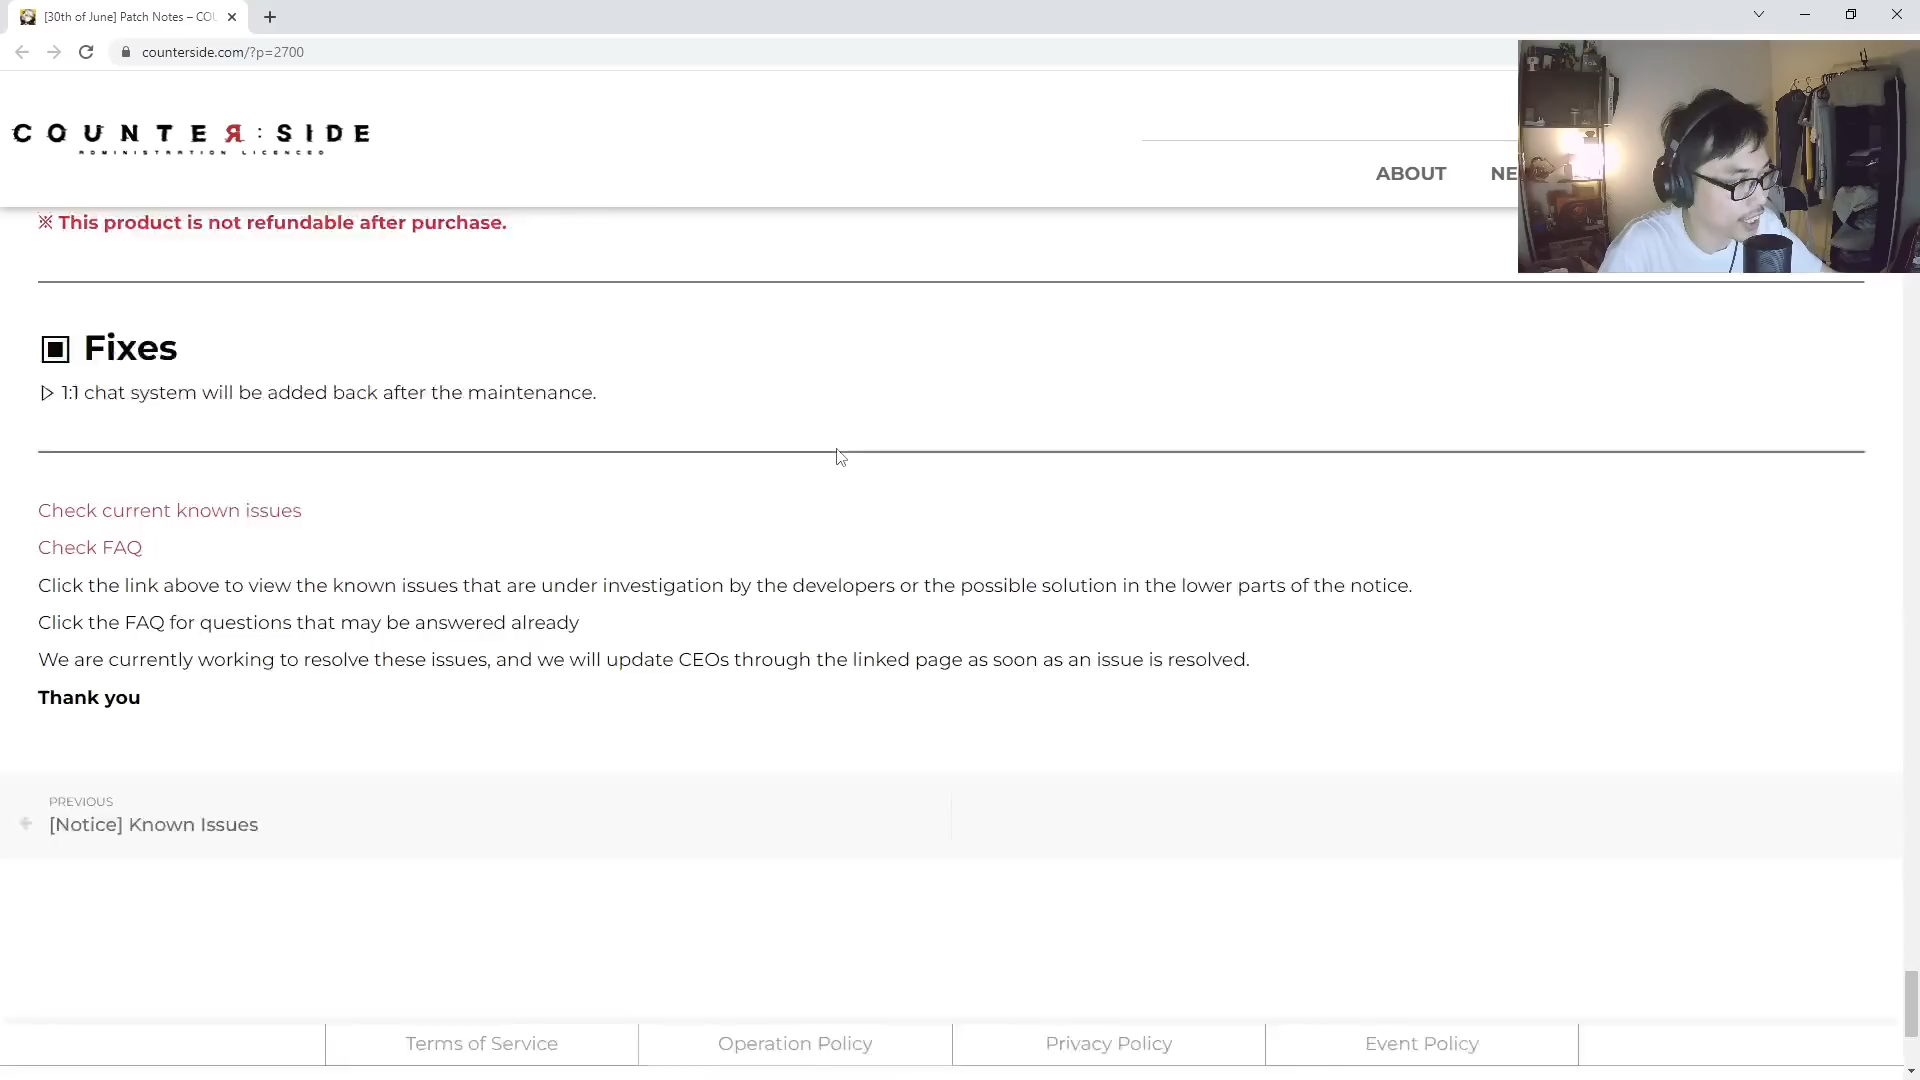 [30th of June] Patch Notes – COU
counterside.com/?p=2700
COUNTER:SIDE
ADMINISTRATION LICENCED
ABOUT
NE
※ This product is not refundable after purchase.
▣ Fixes
▷ 1:1 chat system will be added back after the maintenance.
Check current known issues
Check FAQ
Click the link above to view the known issues that are under investigation by the developers or the possible solution in the lower parts of the notice.
Click the FAQ for questions that may be answered already
We are currently working to resolve these issues, and we will update CEOs through the linked page as soon as an issue is resolved.
Thank you
PREVIOUS
[Notice] Known Issues
Terms of Service
Operation Policy
Privacy Policy
Event Policy